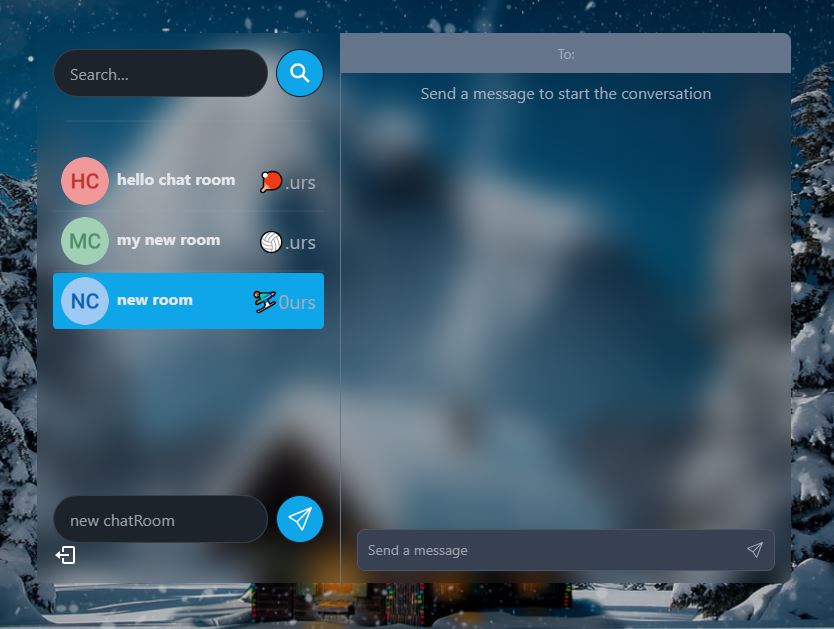 Search...
To:
Send a message to start the conversation
HC hello chat room .urs
MC my new room .urs
NC new room 0urs
new chatRoom
Send a message